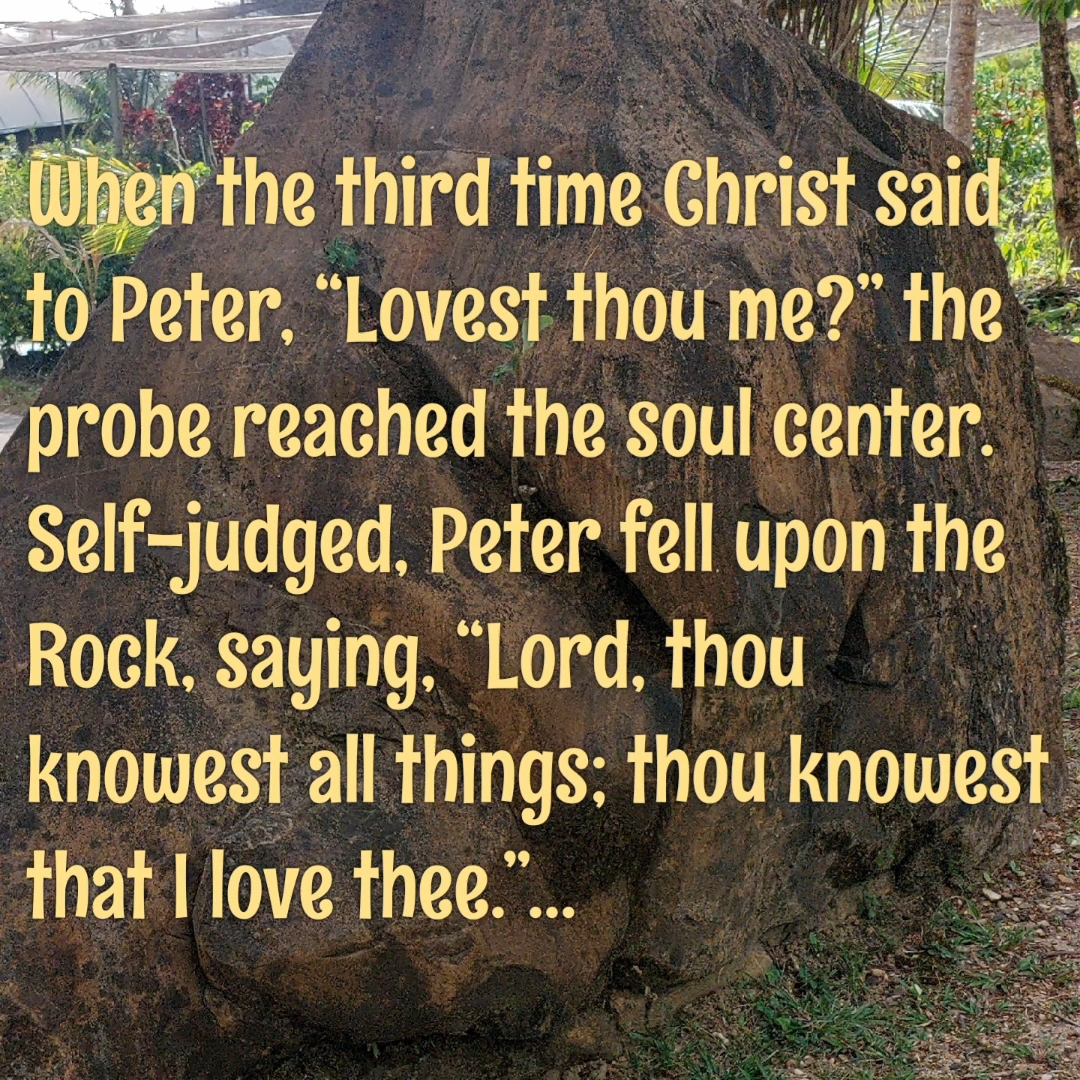 When the third time Christ said
to Peter, “Lovest thou me?” the
probe reached the soul center.
Self-judged, Peter fell upon the
Rock, saying, “Lord, thou
knowest all things; thou knowest
that I love thee.”...